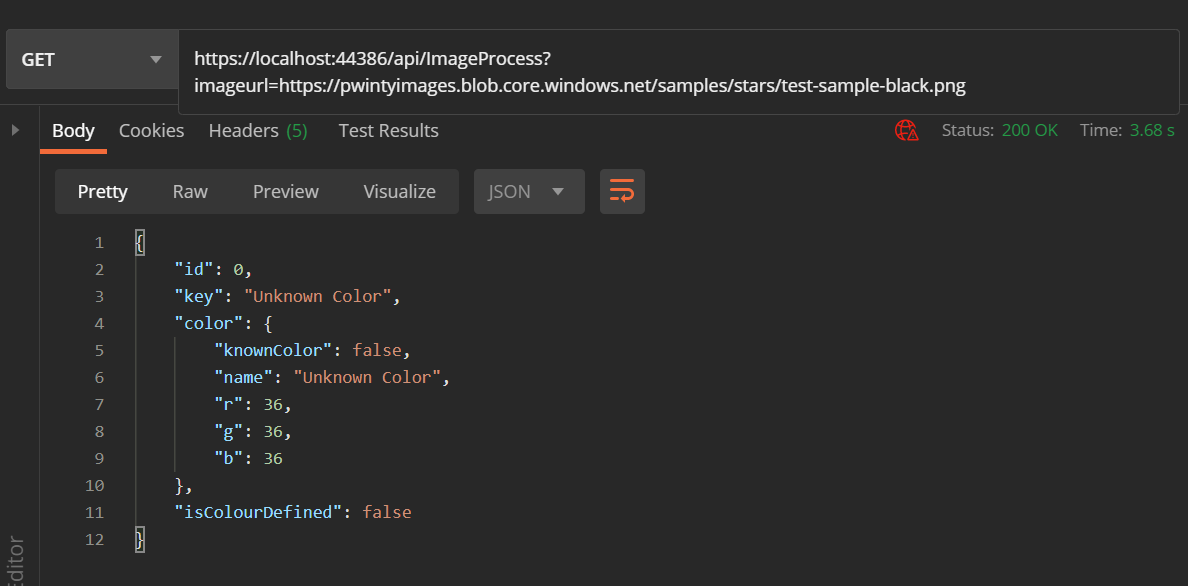 GET
https://localhost:44386/api/ImageProcess?
imageurl=https://pwintyimages.blob.core.windows.net/samples/stars/test-sample-black.png
Body Cookies Headers (5) Test Results Status: 200 OK Time: 3.68 s
Pretty Raw Preview Visualize JSON
1 {
2 "id": 0,
3 "key": "Unknown Color",
4 "color": {
5 "knownColor": false,
6 "name": "Unknown Color",
7 "r": 36,
8 "g": 36,
9 "b": 36
10 },
11 "isColourDefined": false
12 }